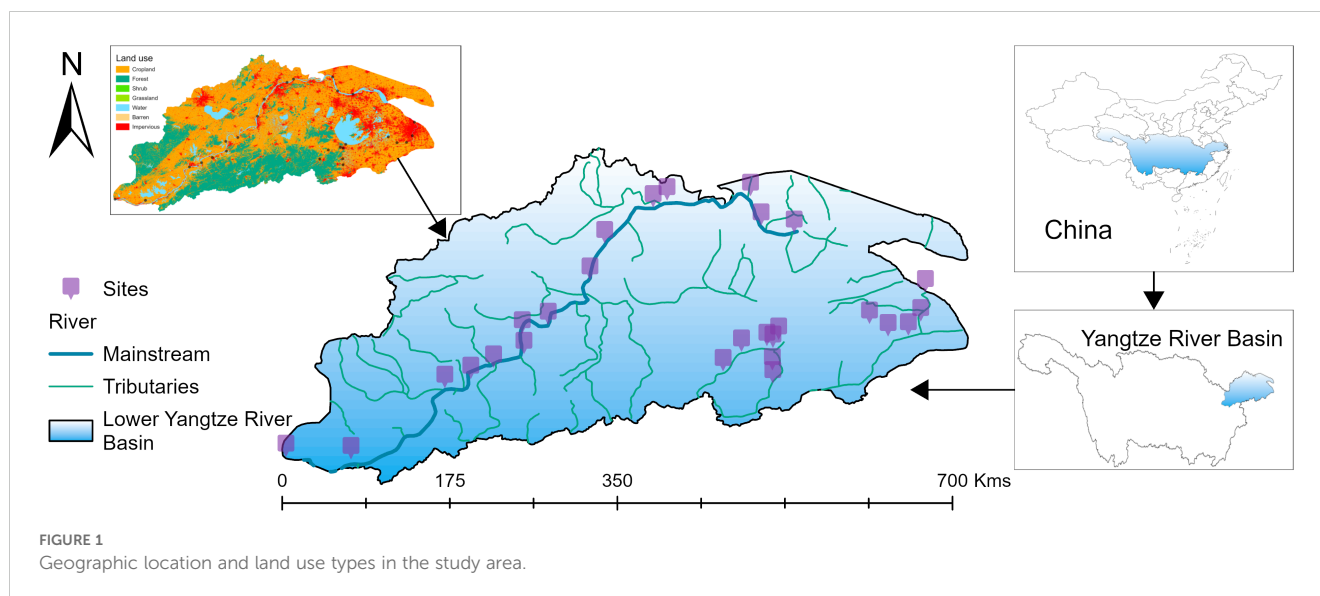 N
Land use
Cropland
Forest
Shrub
Grassland
Water
Barren
Impervious
China
Yangtze River Basin
Sites
River
Mainstream
Tributaries
Lower Yangtze River
Basin
0 175 350 700 Kms
FIGURE 1
Geographic location and land use types in the study area.